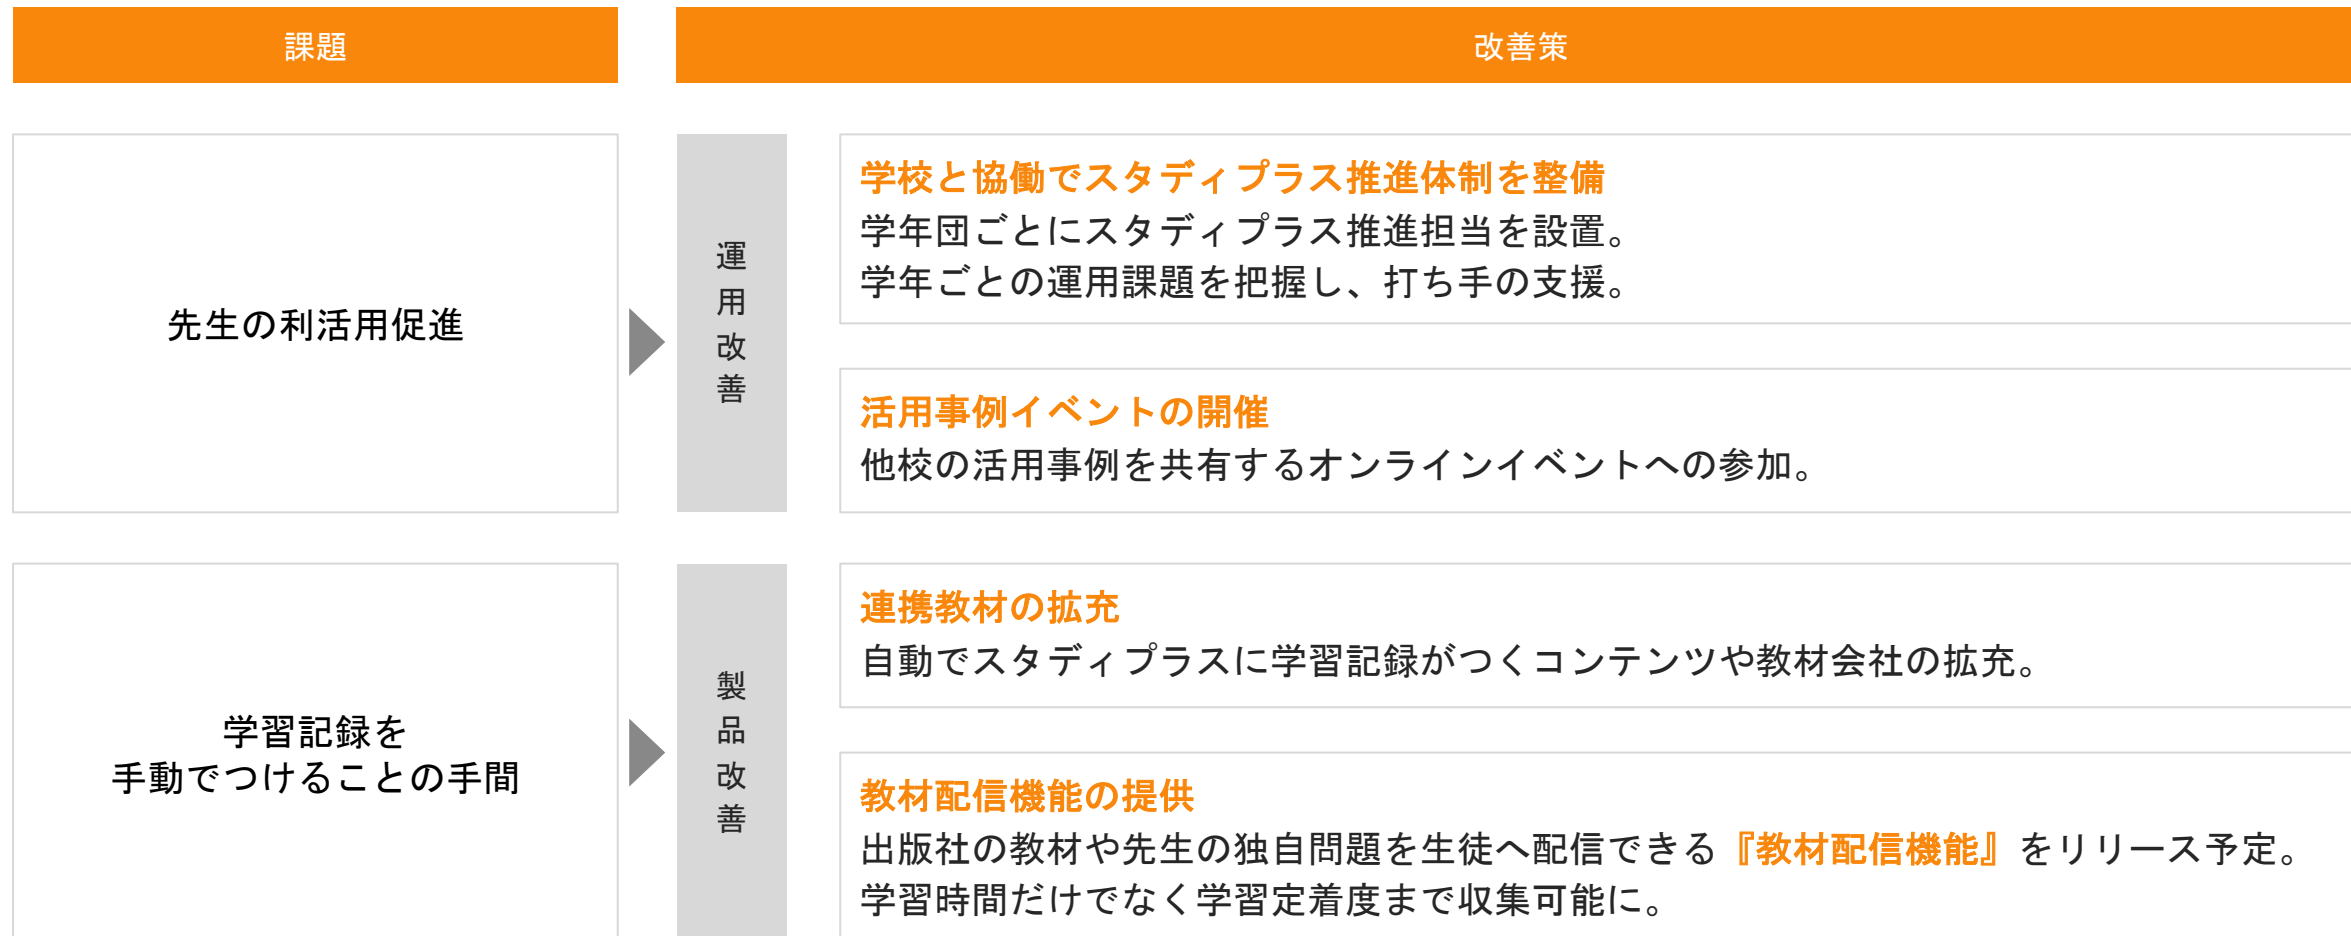 課題
改善策
先生の利活用促進
運用改善
学校と協働でスタディプラス推進体制を整備
学年団ごとにスタディプラス推進担当を設置。
学年ごとの運用課題を把握し、打ち手の支援。
活用事例イベントの開催
他校の活用事例を共有するオンラインイベントへの参加。
学習記録を
手動でつけることの手間
製品改善
連携教材の拡充
自動でスタディプラスに学習記録がつくコンテンツや教材会社の拡充。
教材配信機能の提供
出版社の教材や先生の独自問題を生徒へ配信できる『教材配信機能』をリリース予定。
学習時間だけでなく学習定着度まで収集可能に。